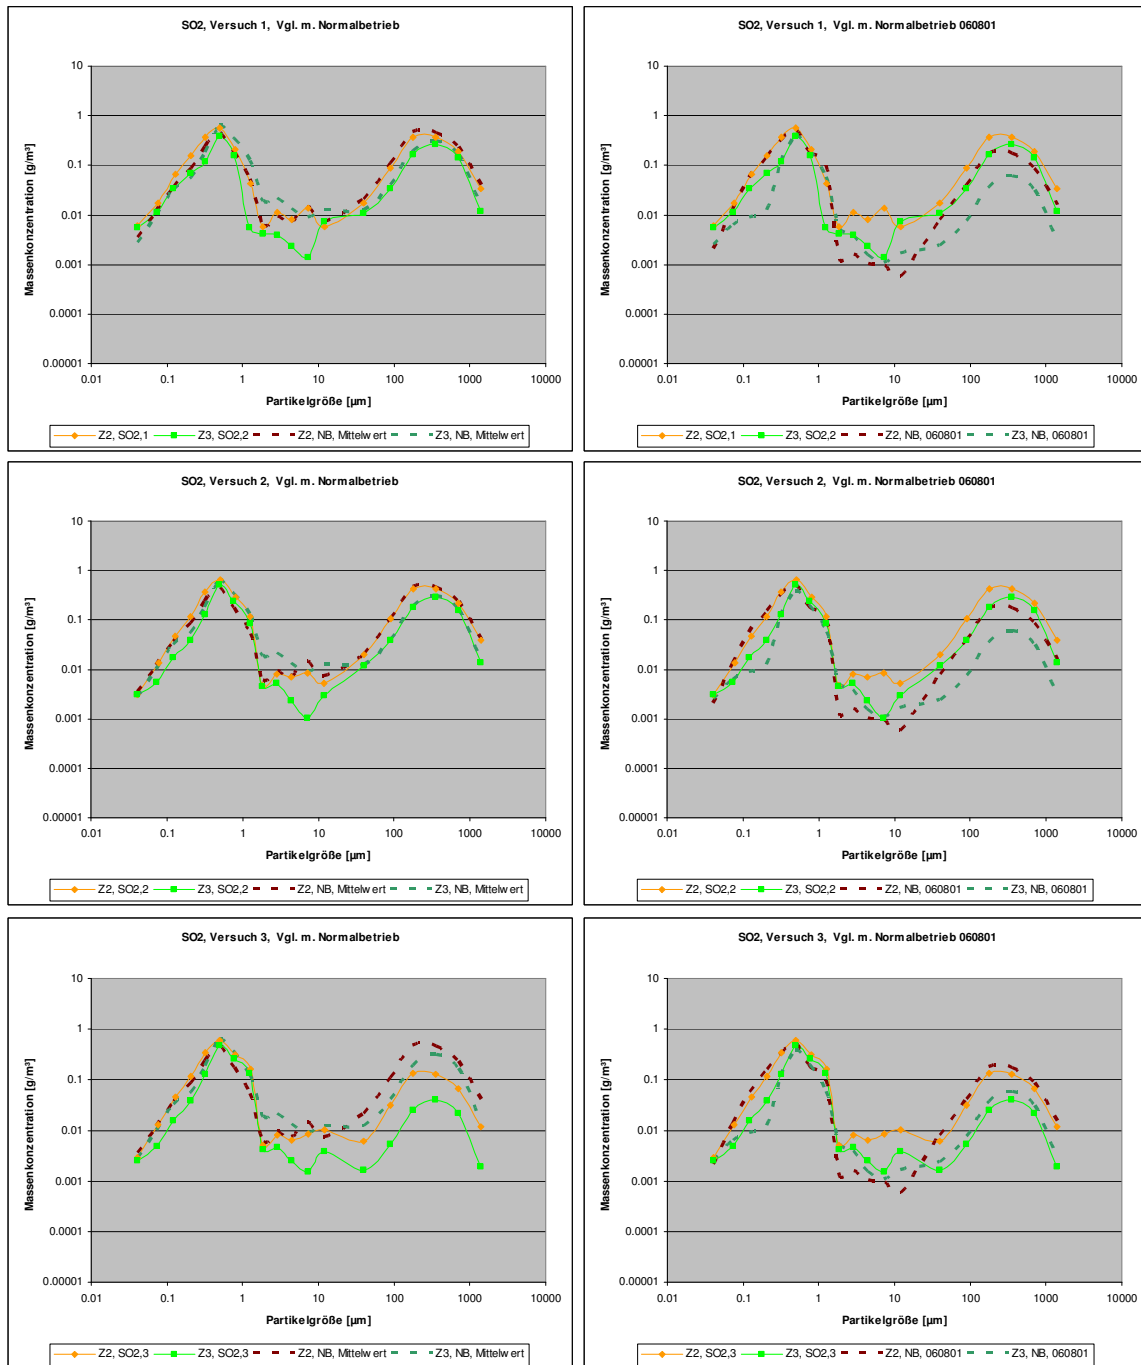 SO2, Versuch 1, Vgl. m. Normalbetrieb
Massenkonzentration [g/m³]
10
1
0.1
0.01
0.001
0.0001
0.00001
0.01 0.1 1 10 100 1000 10000
Partikelgröße [µm]
Z2, SO2,1 Z3, SO2,2 Z2, NB, Mittelwert Z3, NB, Mittelwert
SO2, Versuch 1, Vgl. m. Normalbetrieb 060801
Massenkonzentration [g/m³]
10
1
0.1
0.01
0.001
0.0001
0.00001
0.01 0.1 1 10 100 1000 10000
Partikelgröße [µm]
Z2, SO2,1 Z3, SO2,2 Z2, NB, 060801 Z3, NB, 060801
SO2, Versuch 2, Vgl. m. Normalbetrieb
Massenkonzentration [g/m³]
10
1
0.1
0.01
0.001
0.0001
0.00001
0.01 0.1 1 10 100 1000 10000
Partikelgröße [µm]
Z2, SO2,2 Z3, SO2,2 Z2, NB, Mittelwert Z3, NB, Mittelwert
SO2, Versuch 2, Vgl. m. Normalbetrieb 060801
Massenkonzentration [g/m³]
10
1
0.1
0.01
0.001
0.0001
0.00001
0.01 0.1 1 10 100 1000 10000
Partikelgröße [µm]
Z2, SO2,2 Z3, SO2,2 Z2, NB, 060801 Z3, NB, 060801
SO2, Versuch 3, Vgl. m. Normalbetrieb
Massenkonzentration [g/m³]
10
1
0.1
0.01
0.001
0.0001
0.00001
0.01 0.1 1 10 100 1000 10000
Partikelgröße [µm]
Z2, SO2,3 Z3, SO2,3 Z2, NB, Mittelwert Z3, NB, Mittelwert
SO2, Versuch 3, Vgl. m. Normalbetrieb 060801
Massenkonzentration [g/m³]
10
1
0.1
0.01
0.001
0.0001
0.00001
0.01 0.1 1 10 100 1000 10000
Partikelgröße [µm]
Z2, SO2,3 Z3, SO2,3 Z2, NB, 060801 Z3, NB, 060801